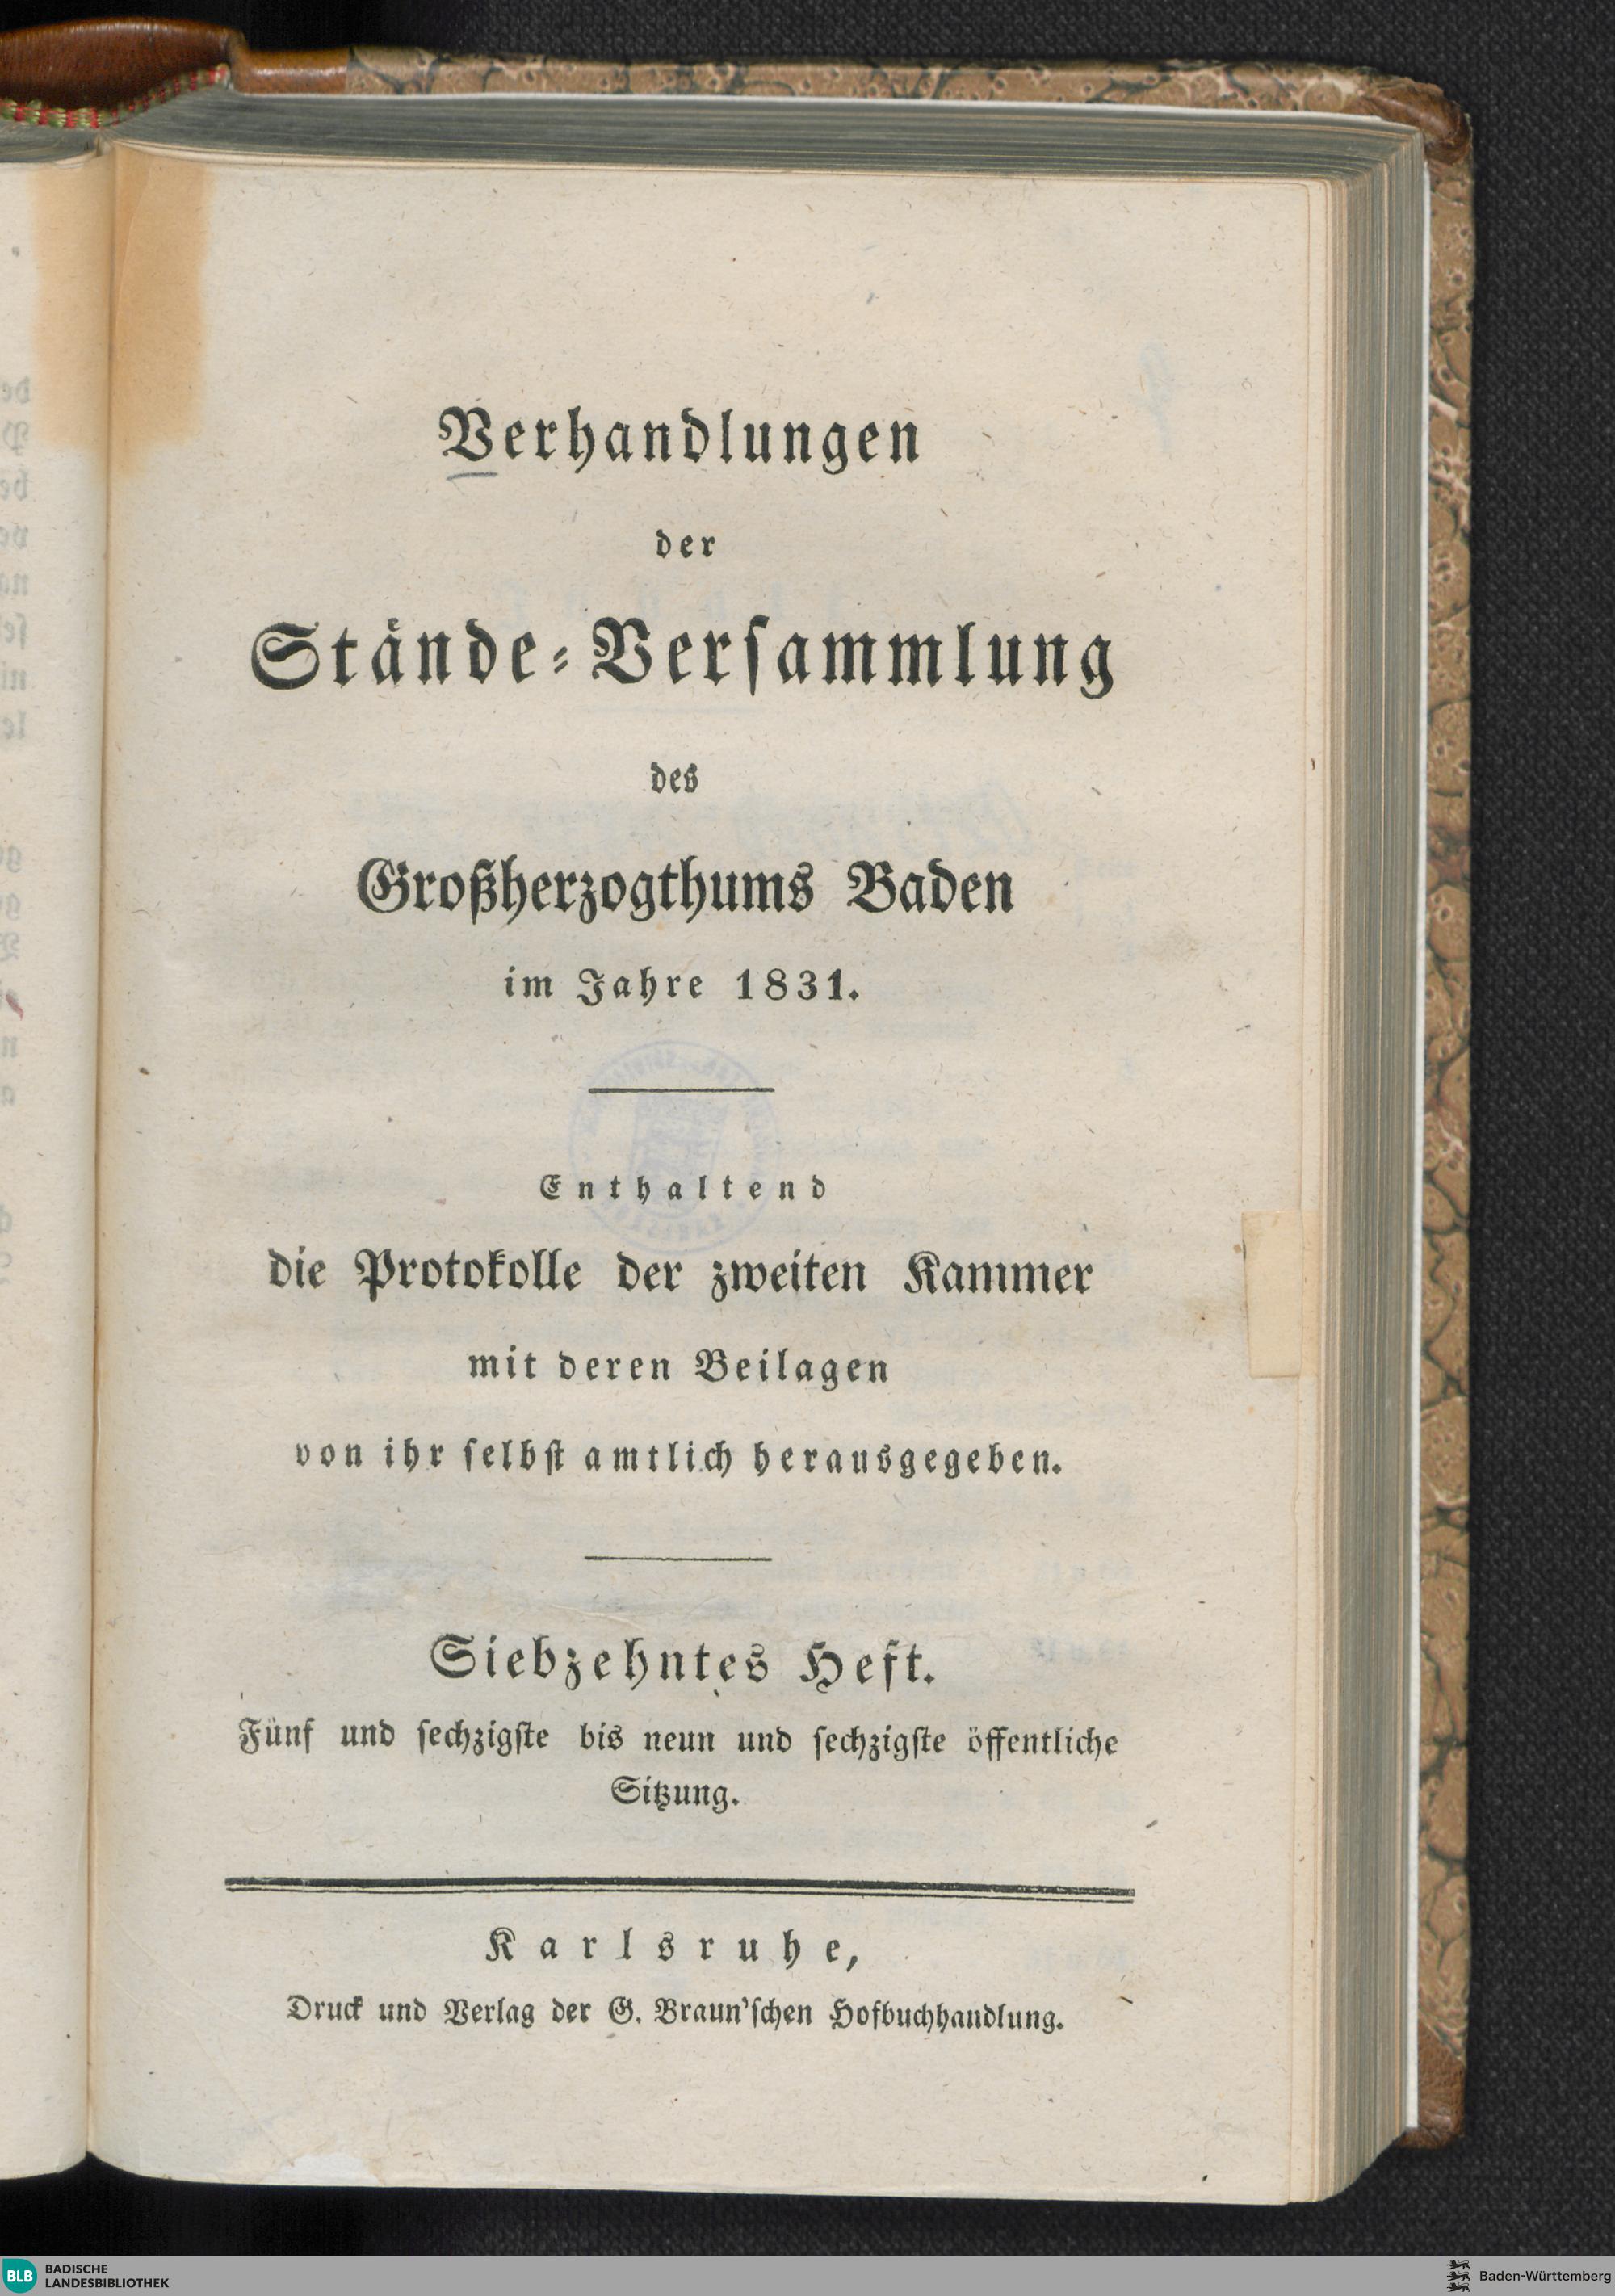 Verhandlungen
der
Stände-Versammlung
des
Großherzogthums Baden
im Jahre 1831.
Enthaltend
die Protokolle der zweiten Kammer
mit deren Beilagen
von ihr selbst amtlich herausgegeben.
Siebzehntes Heft.
Fünf und sechzigste bis neun und sechzigste öffentliche
Sitzung.
Karlsruhe,
Druck und Verlag der G. Braun'schen Hofbuchhandlung.
BLB BADISCHE
LANDESBIBLIOTHEK
Baden-Württemberg